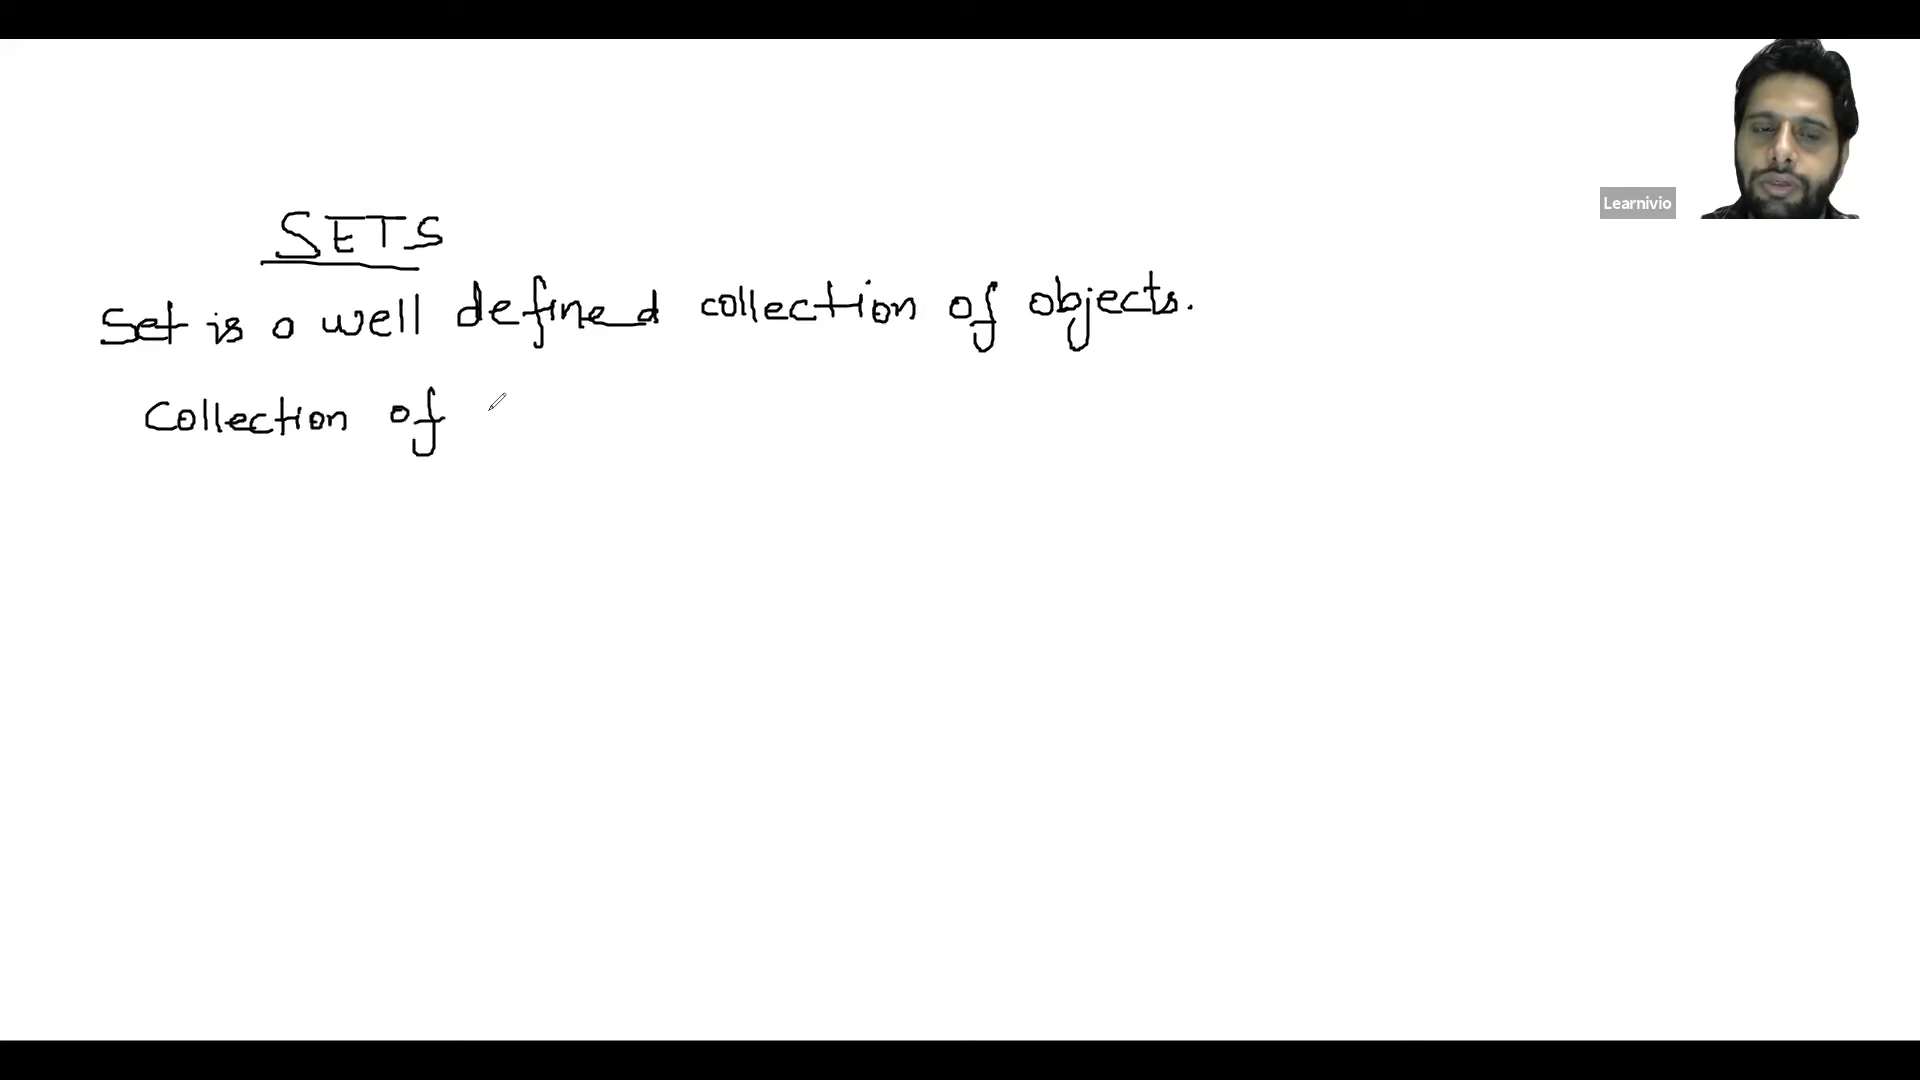 Learnivio
SETS
Set is a well defined collection of objects.
Collection of